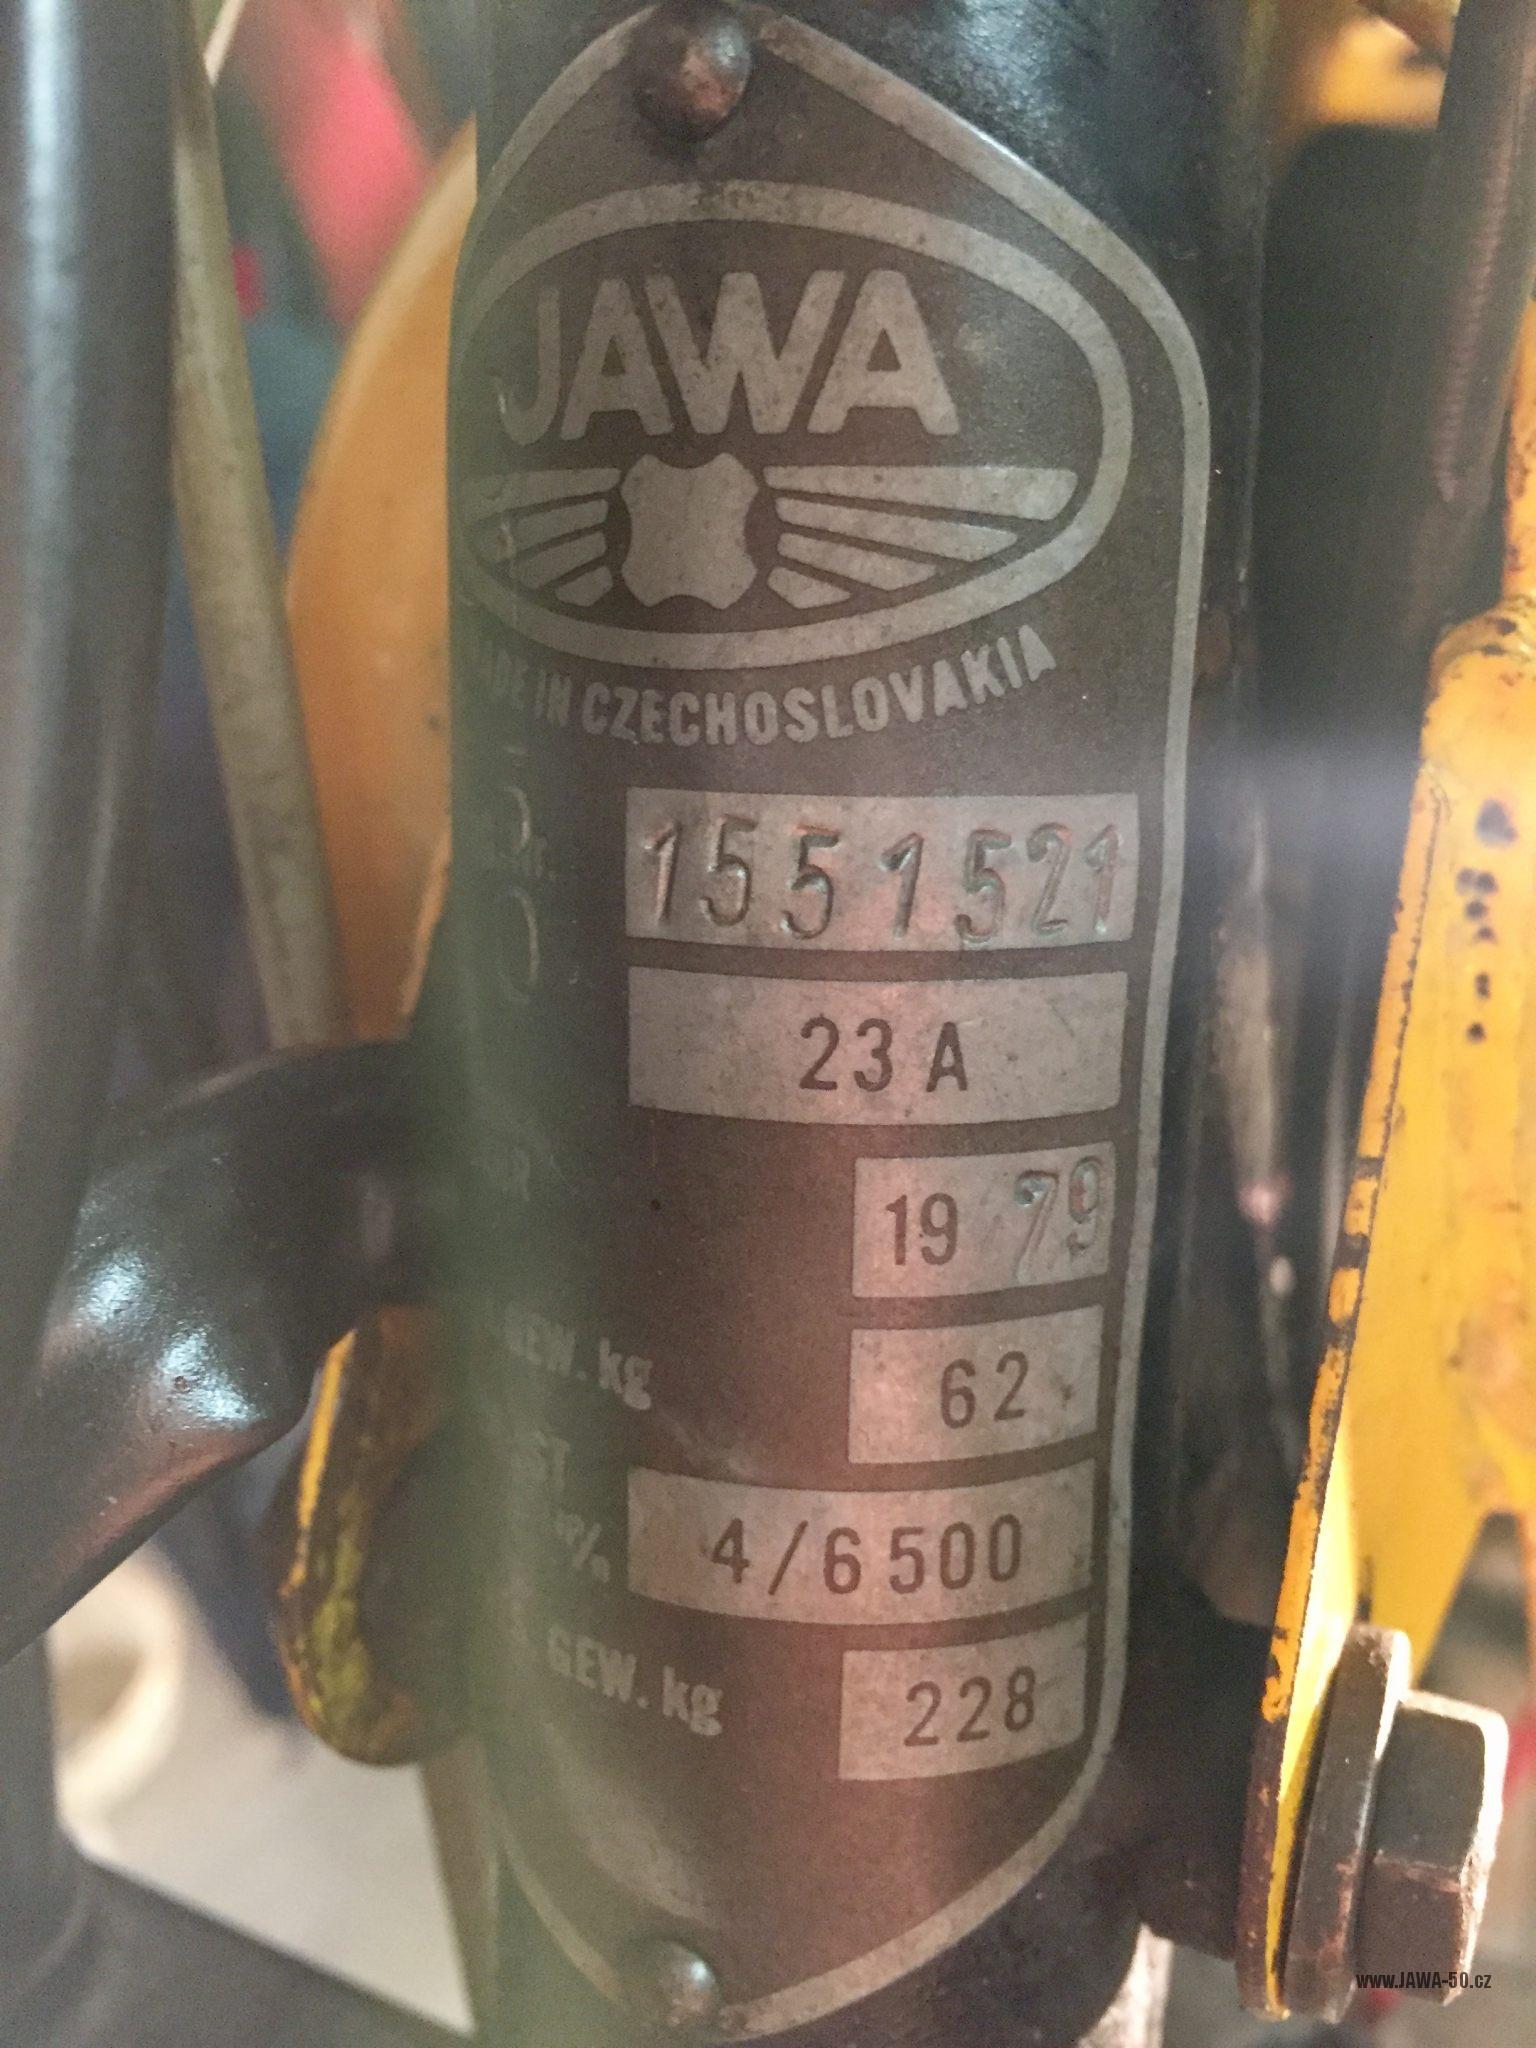 JAWA
MADE IN CZECHOSLOVAKIA
1551521
23 A
19 79
GEW. kg 62
4/6500
GEW. kg 228
www.JAWA-50.cz